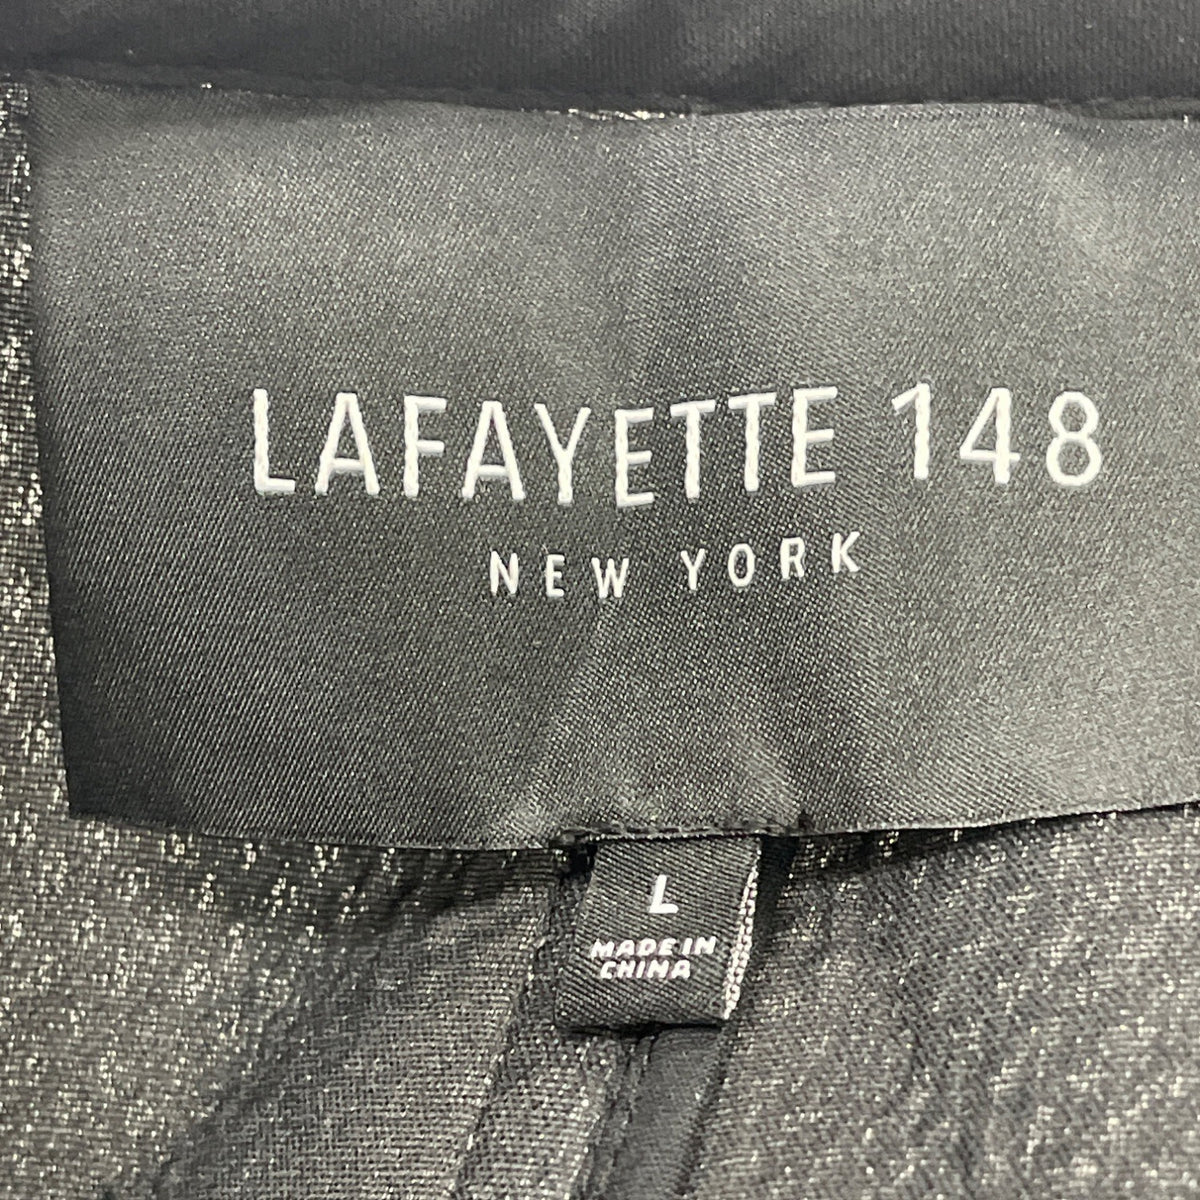 LAFAYETTE 148
NEW YORK
L
MADE IN
CHINA